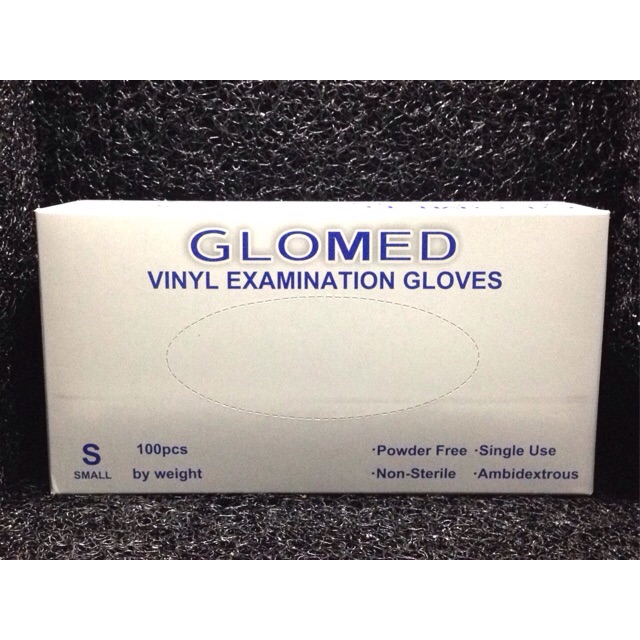 GLOMED
VINYL EXAMINATION GLOVES
S
SMALL
100pcs
by weight
·Powder Free ·Single Use
·Non-Sterile ·Ambidextrous